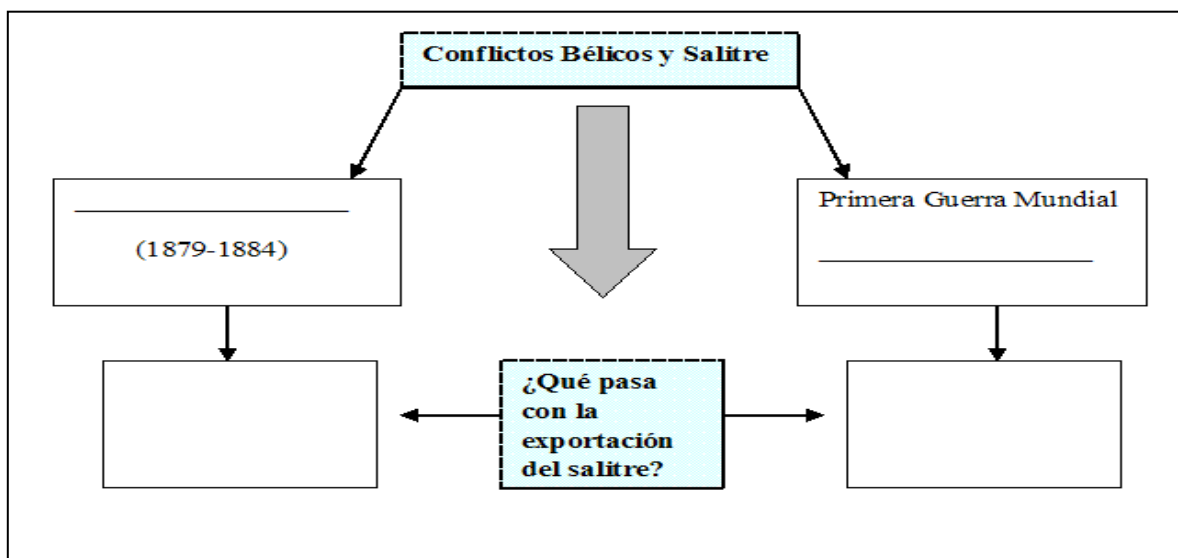 Conflictos Bélicos y Salitre
(1879-1884)
Primera Guerra Mundial
¿Qué pasa
con la
exportación
del salitre?